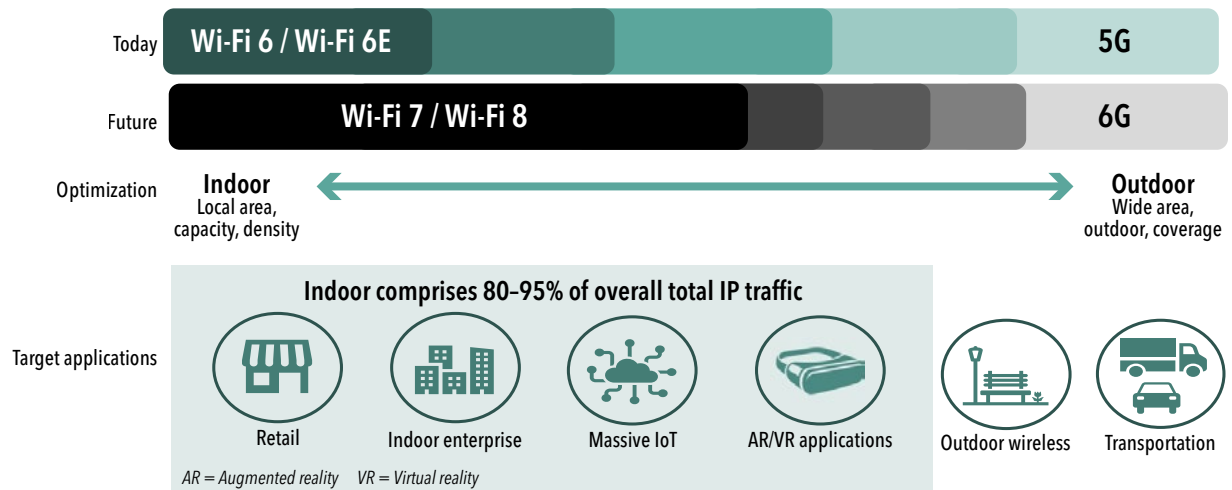 Today
Wi-Fi 6 / Wi-Fi 6E
5G
Future
Wi-Fi 7 / Wi-Fi 8
6G
Optimization
Indoor
Local area,
capacity, density
Outdoor
Wide area,
outdoor, coverage
Indoor comprises 80–95% of overall total IP traffic
Target applications
Retail
Indoor enterprise
Massive IoT
AR/VR applications
Outdoor wireless
Transportation
AR = Augmented reality VR = Virtual reality